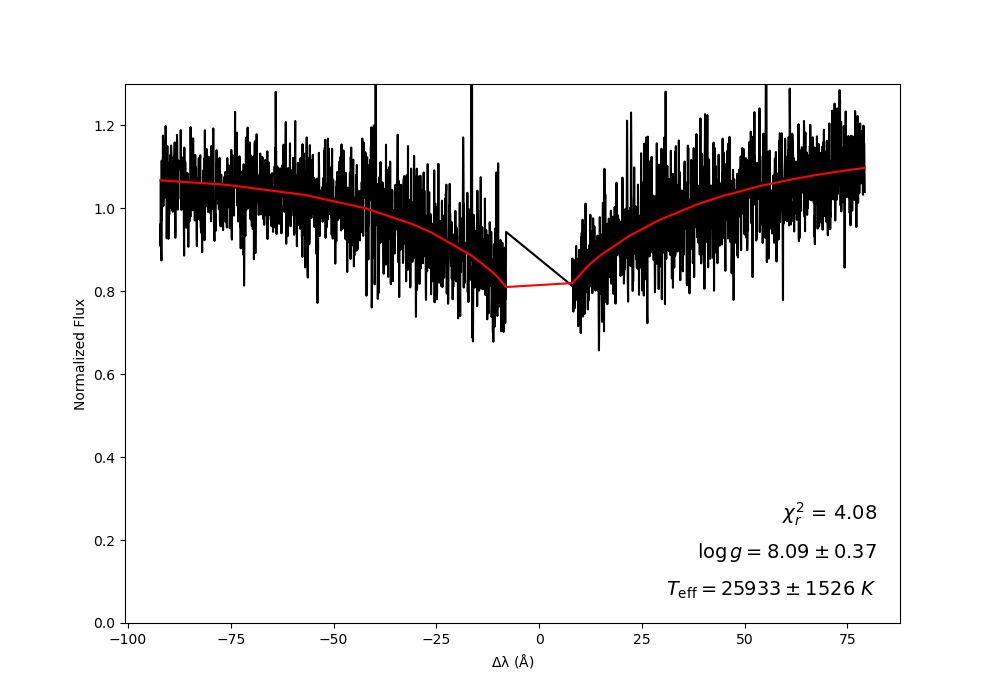 1.2
1.0
0.8
0.6
0.4
0.2
0.0
Normalized Flux
χ²ᵣ = 4.08
log g = 8.09 ± 0.37
T_eff = 25933 ± 1526 K
−100 −75 −50 −25 0 25 50 75
Δλ (Å)